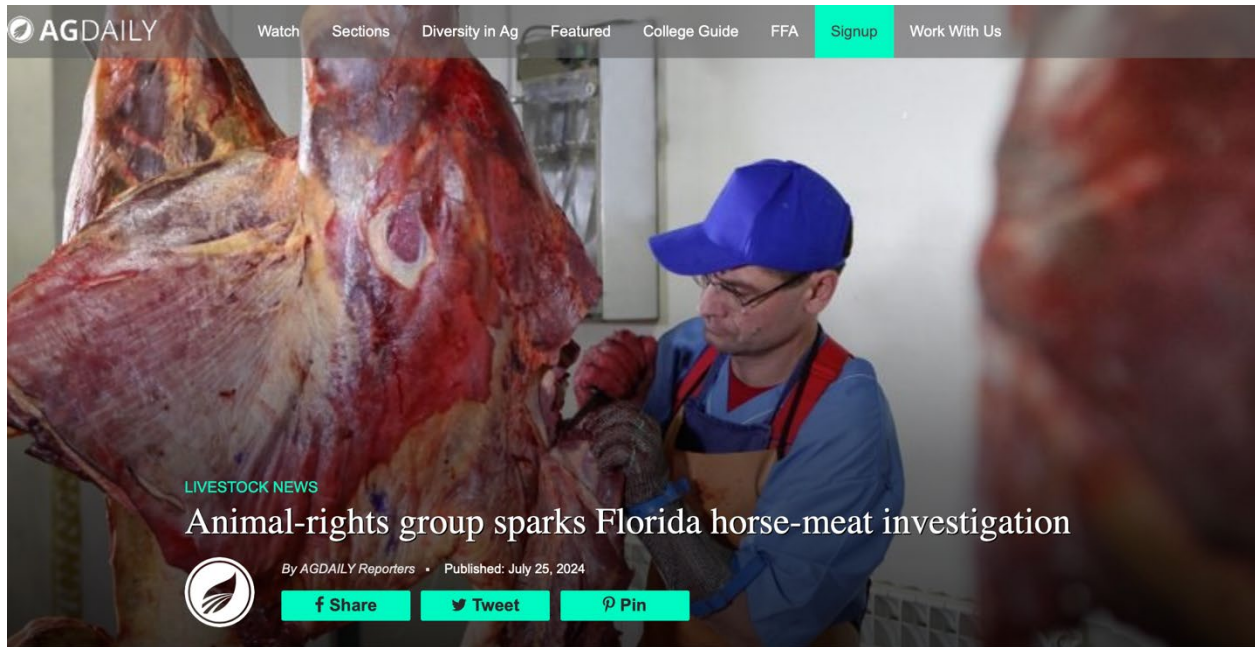 AGDAILY
Watch Sections Diversity in Ag Featured College Guide FFA Signup Work With Us
LIVESTOCK NEWS
Animal-rights group sparks Florida horse-meat investigation
By AGDAILY Reporters • Published: July 25, 2024
Share Tweet Pin